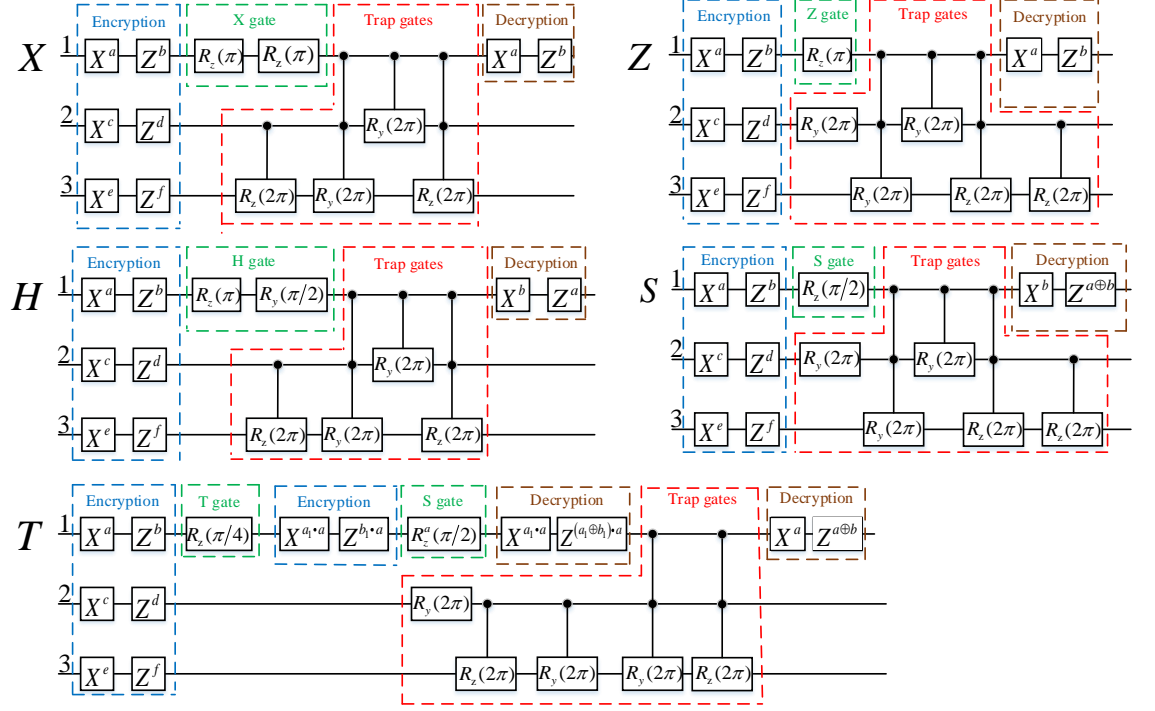 Encryption X gate Trap gates Decryption
X 1 X^a Z^b R_z(π) R_z(π) X^a Z^b
2 X^c Z^d R_y(2π)
3 X^e Z^f R_z(2π) R_y(2π) R_z(2π)
Encryption Z gate Trap gates Decryption
Z 1 X^a Z^b R_z(π) X^a Z^b
2 X^c Z^d R_y(2π) R_y(2π)
3 X^e Z^f R_y(2π) R_z(2π) R_z(2π)
Encryption H gate Trap gates Decryption
H 1 X^a Z^b R_z(π) R_y(π/2) X^b Z^a
2 X^c Z^d R_y(2π)
3 X^e Z^f R_z(2π) R_y(2π) R_z(2π)
Encryption S gate Trap gates Decryption
S 1 X^a Z^b R_z(π/2) X^b Z^{a⊕b}
2 X^c Z^d R_y(2π) R_y(2π)
3 X^e Z^f R_y(2π) R_z(2π) R_z(2π)
Encryption T gate Encryption S gate Decryption Trap gates Decryption
T 1 X^a Z^b R_z(π/4) X^{a_1•a} Z^{b_1•a} R_z^a(π/2) X^{a_1•a} Z^{(a_1⊕b_1)•a} X^a Z^{a⊕b}
2 X^c Z^d R_y(2π)
3 X^e Z^f R_z(2π) R_y(2π) R_y(2π) R_z(2π)